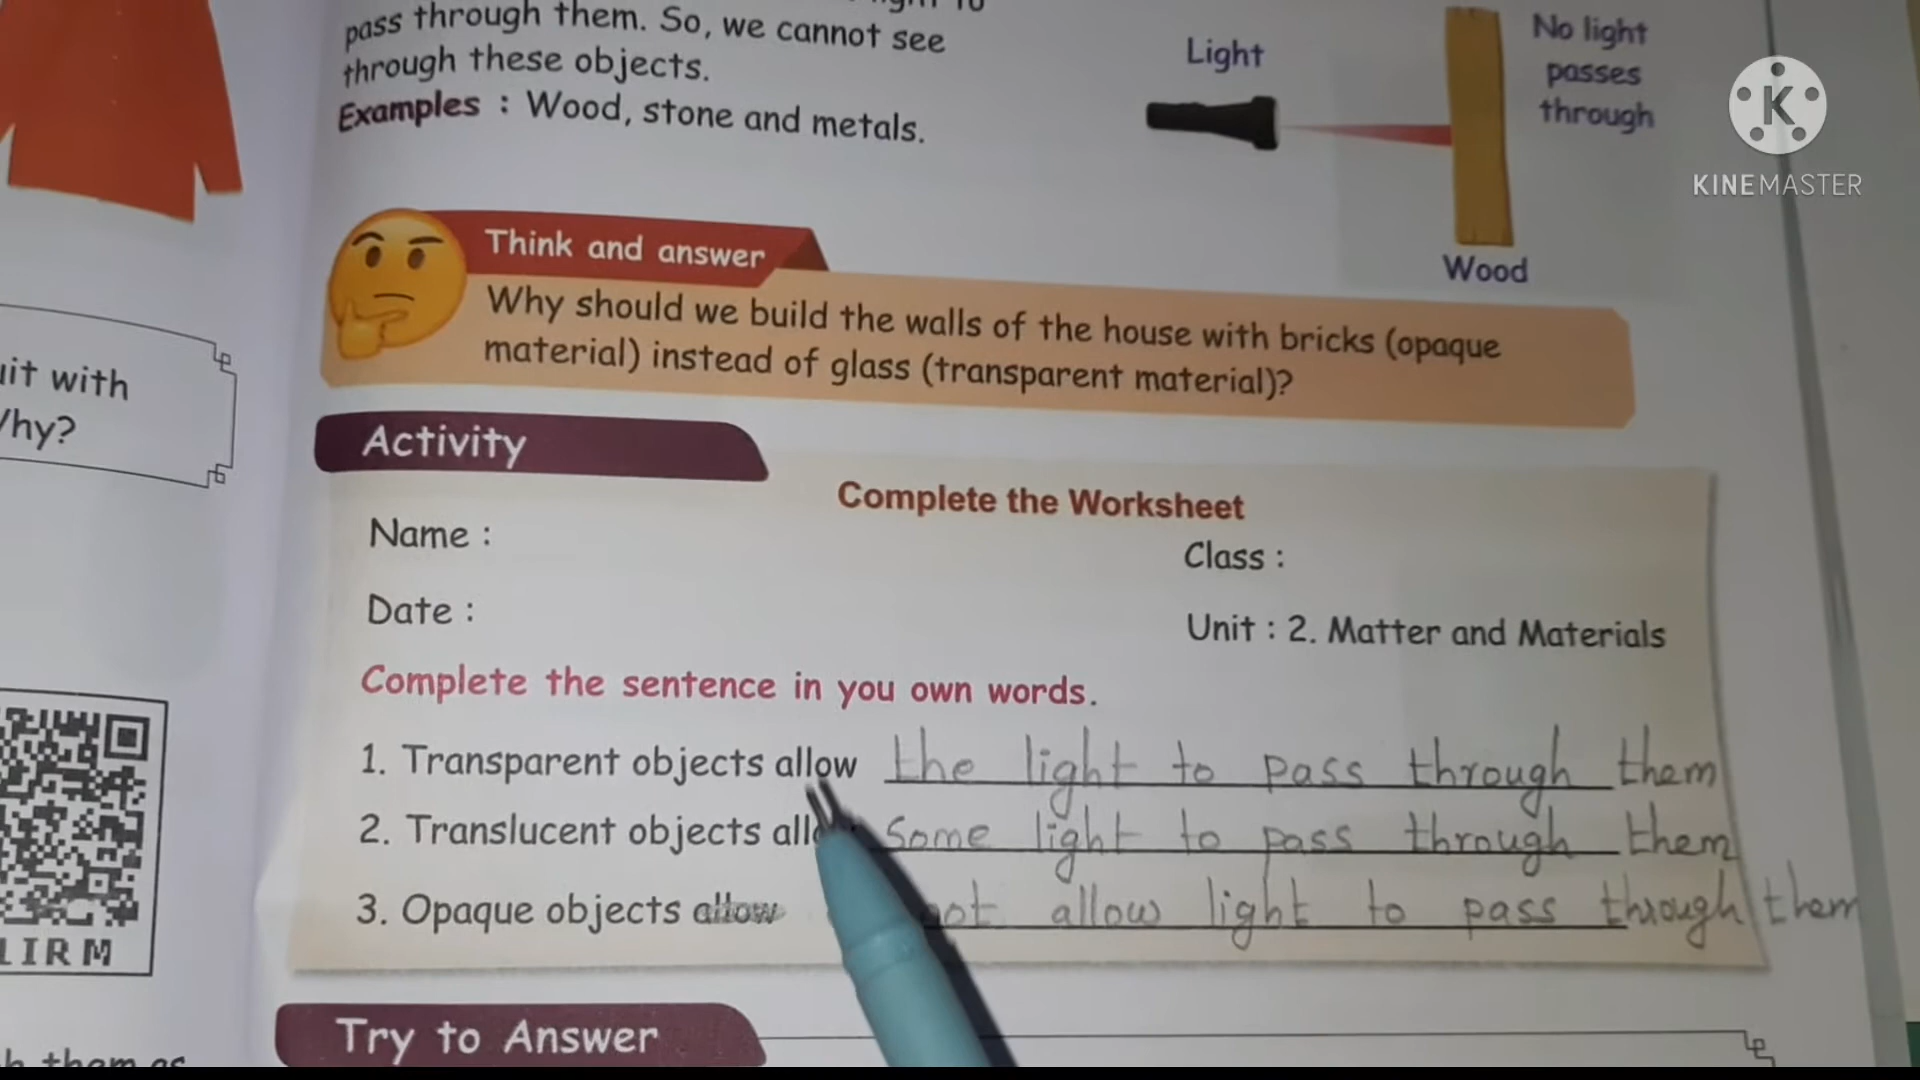 pass through them. So, we cannot see
through these objects.
Examples : Wood, stone and metals.
Light
No light
passes
through
Wood
KINEMASTER
Think and answer
Why should we build the walls of the house with bricks (opaque
material) instead of glass (transparent material)?
with
Why?
Activity
Complete the Worksheet
Name :
Class :
Date :
Unit : 2. Matter and Materials
Complete the sentence in you own words.
1. Transparent objects allow the light to pass through them
2. Translucent objects some light to pass through them
3. Opaque objects allow not allow light to pass through them
LIRM
Try to Answer
them as